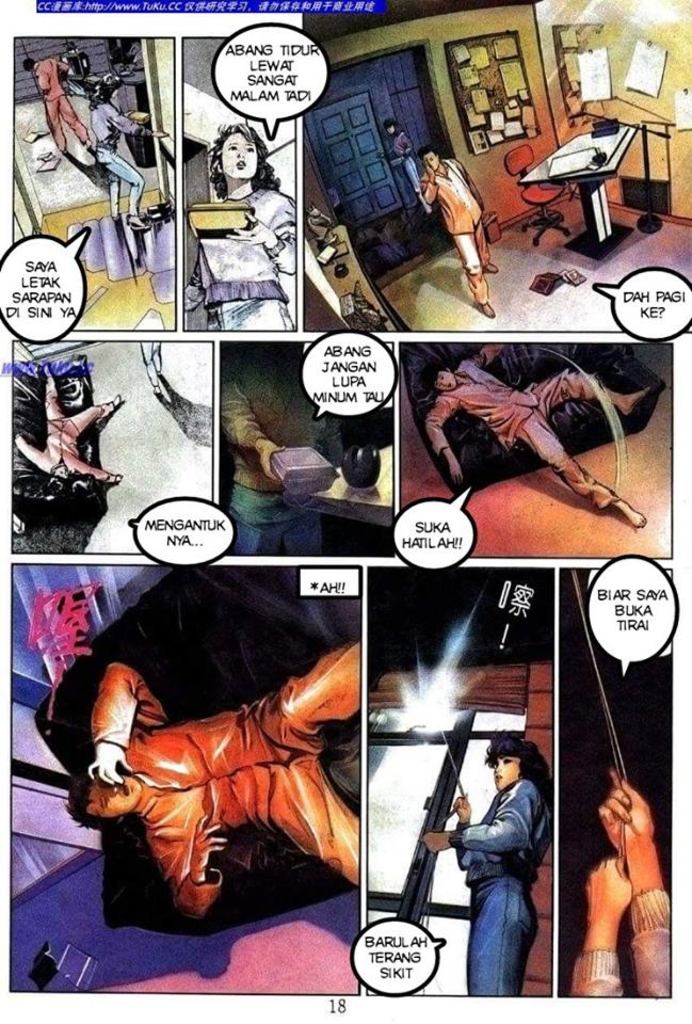 CC漫画库:http://www.TuKu.CC 仅供研究学习，请勿保存和用于商业用途
ABANG TIDUR
LEWAT
SANGAT
MALAM TADI
SAYA
LETAK
SARAPAN
DI SINI YA
DAH PAGI
KE?
www.TuKu.cc
MENGANTUK
NYA...
ABANG
JANGAN
LUPA
MINUM TAU
SUKA
HATILAH!!
*AH!!
嚓!
BIAR SAYA
BUKA
TIRAI
BARULAH
TERANG
SIKIT
18